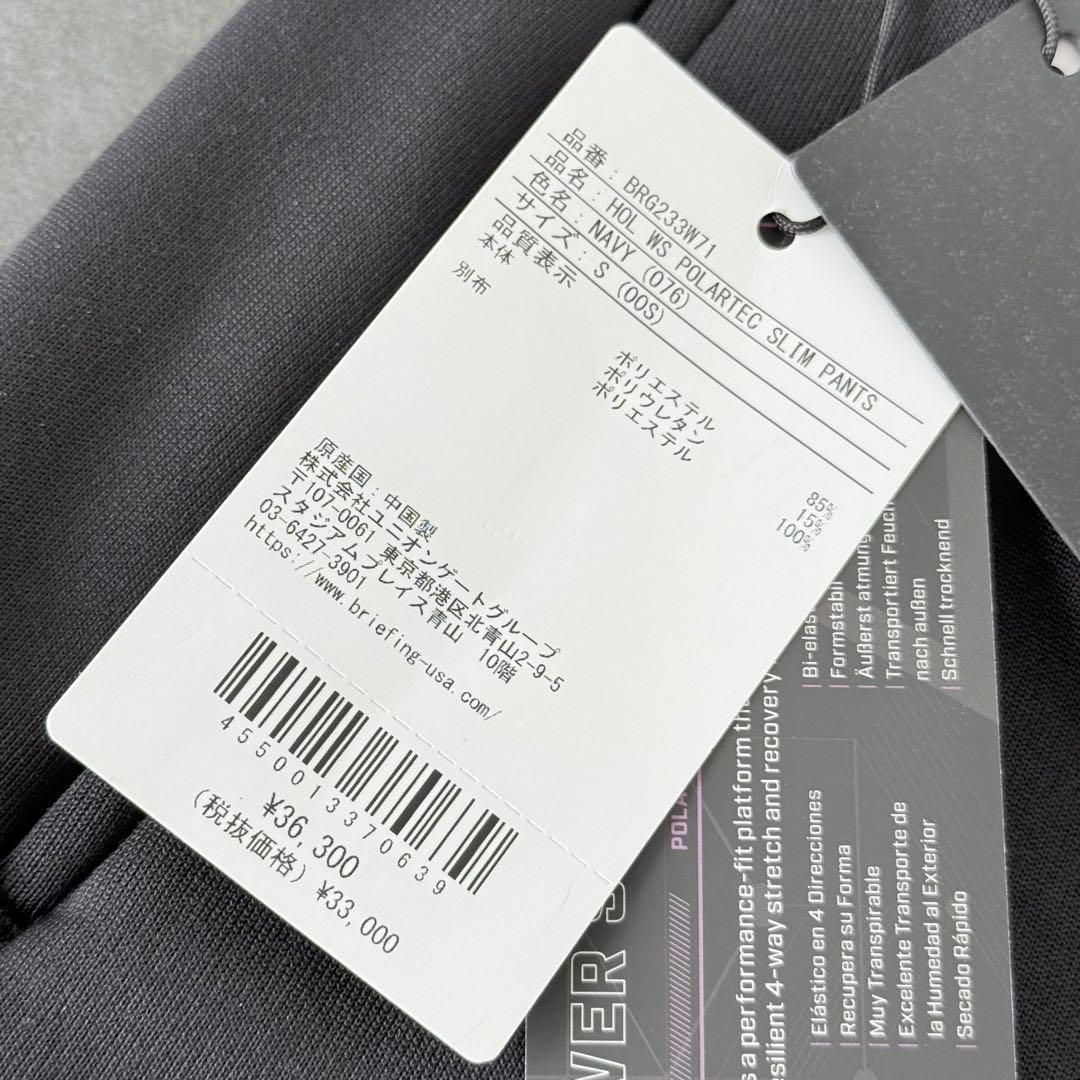 品番：BRG233W71
品名：HOL WS POLARTEC SLIM PANTS
色名：NAVY (076)
サイズ：S (00S)
品質表示
本体
ポリエステル 85%
ポリウレタン 15%
別布
ポリエステル 100%
原産国：中国製
株式会社ユニオンゲートグループ
〒107-0061 東京都港区北青山2-9-5
スタジアムプレイス青山 10階
03-6427-3901
https://www.briefing-usa.com/
4550013370639
¥36,300
(税抜価格) ¥33,000
Bi-elas
Formstabil
Äußerst atmung
Transportiert Feuch
nach außen
Schnell trocknend
POLA
s a performance-fit platform th
esilient 4-way stretch and recovery
Elástico en 4 Direcciones
Recupera su Forma
Muy Transpirable
Excelente Transporte de
la Humedad al Exterior
Secado Rápido